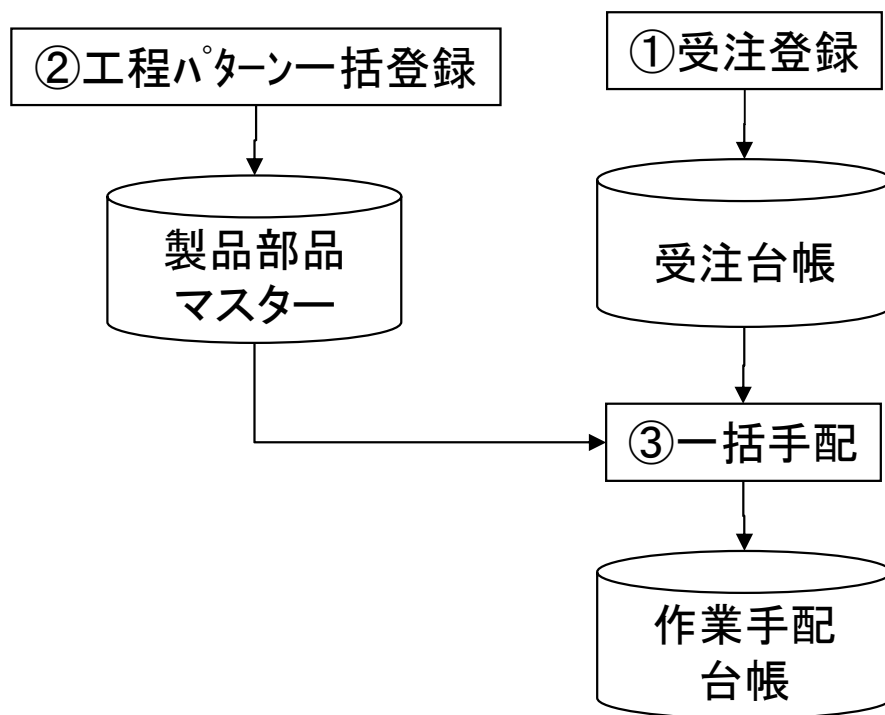 ②工程ﾊﾟﾀｰﾝ一括登録
①受注登録
製品部品
マスター
受注台帳
③一括手配
作業手配
台帳